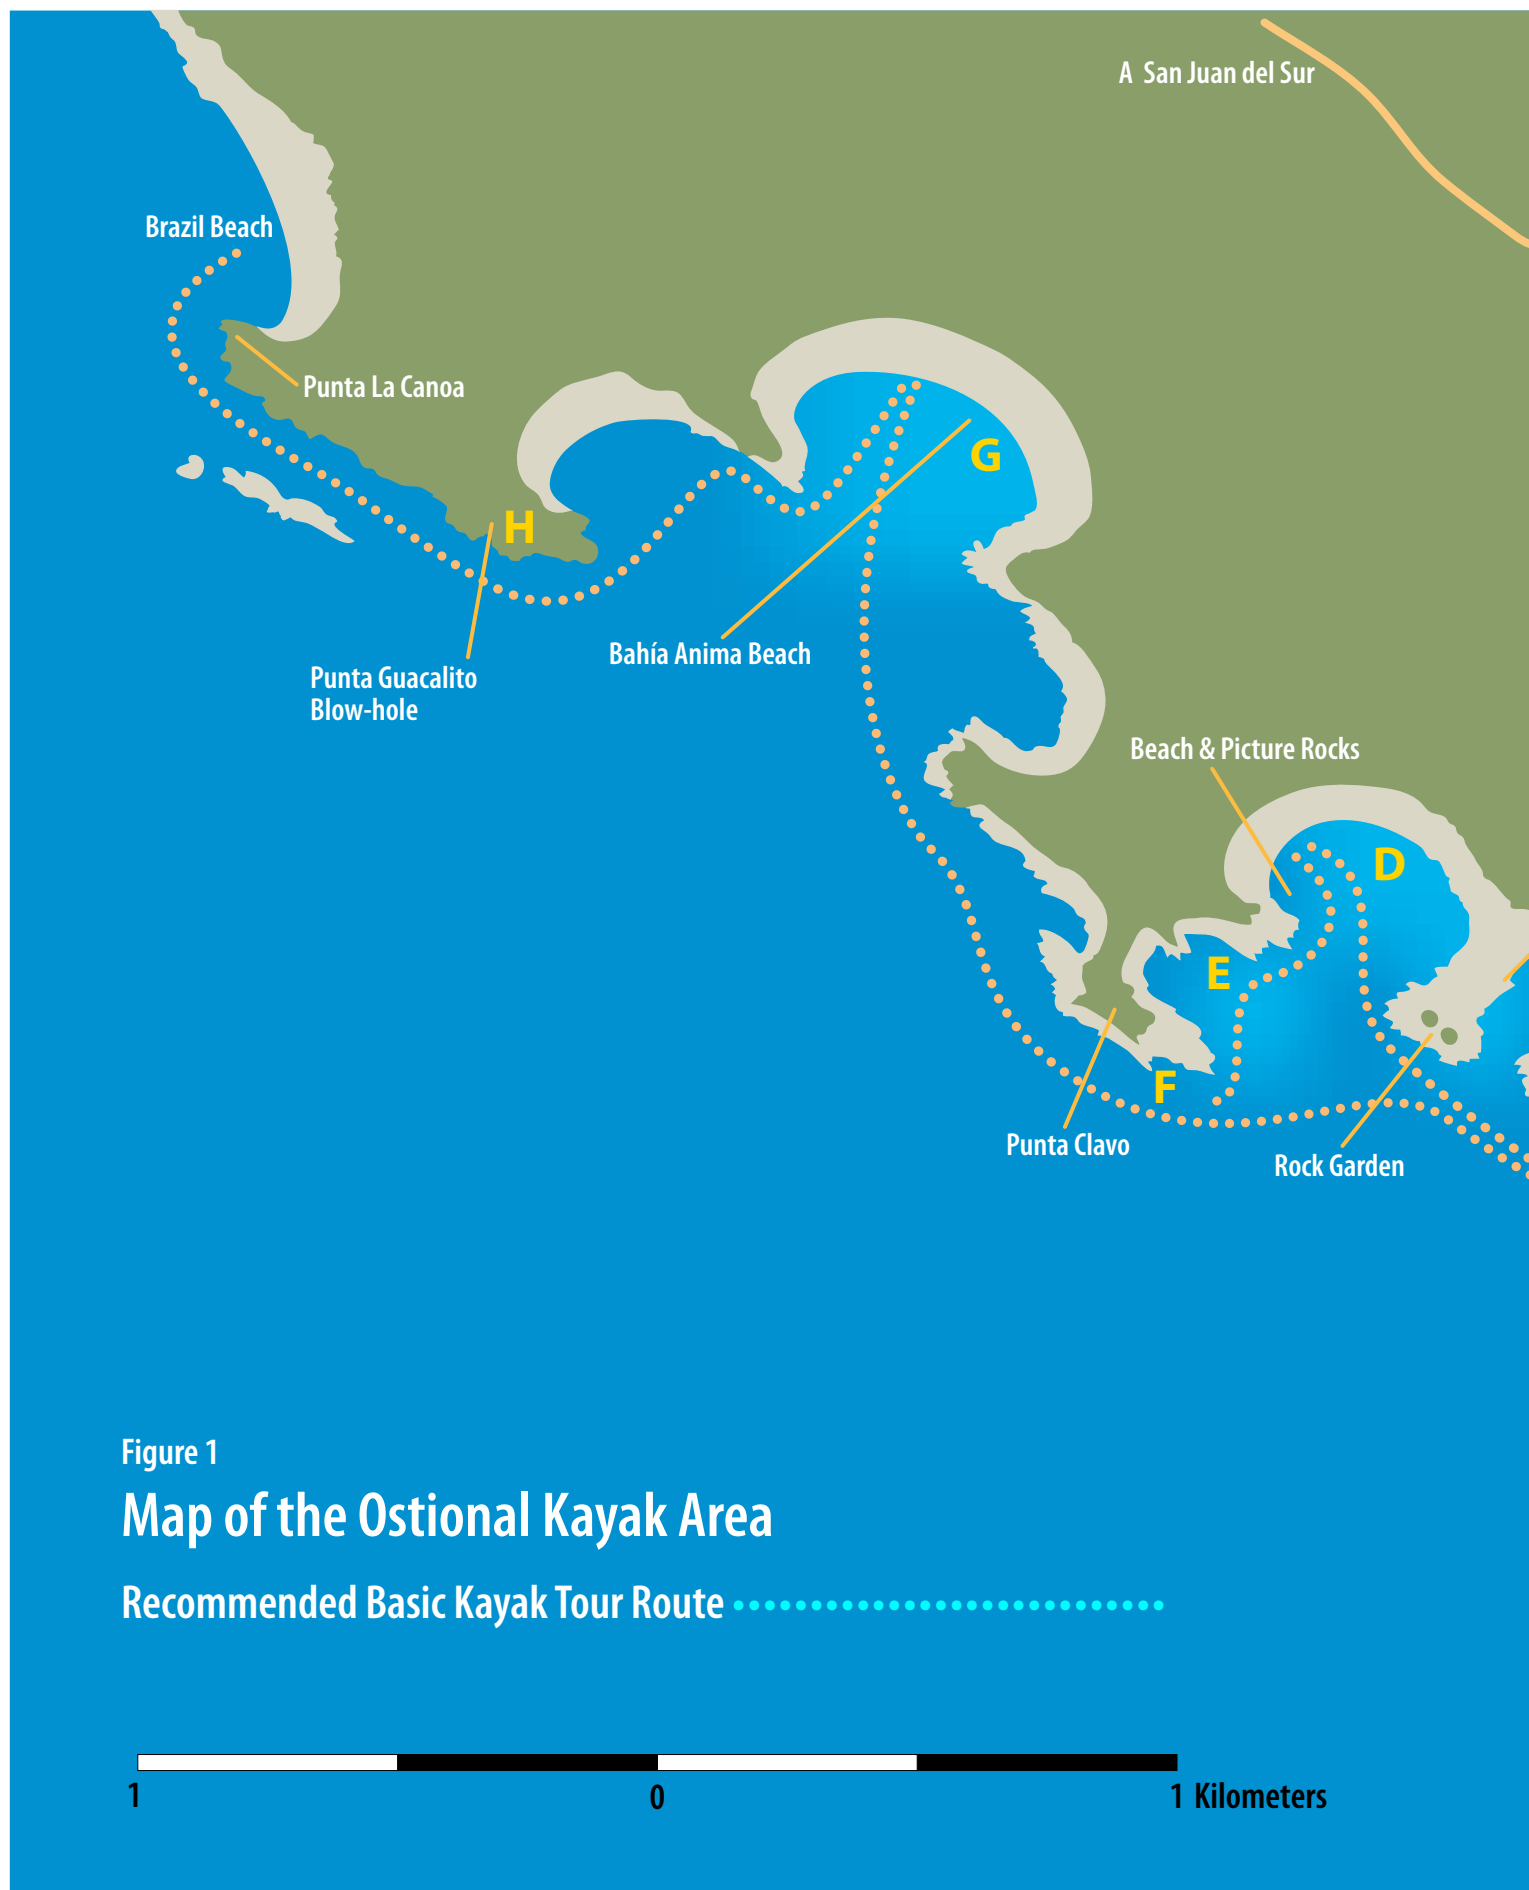 A San Juan del Sur
Brazil Beach
Punta La Canoa
G
H
Bahía Anima Beach
Punta Guacalito
Blow-hole
Beach & Picture Rocks
D
E
F
Punta Clavo
Rock Garden
Figure 1
Map of the Ostional Kayak Area
Recommended Basic Kayak Tour Route
1 0 1 Kilometers